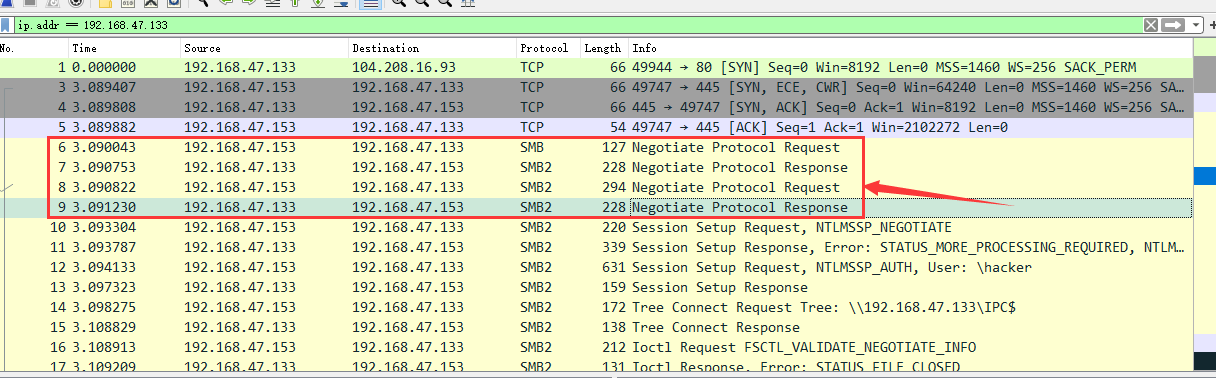 ip.addr == 192.168.47.133
No. Time Source Destination Protocol Length Info
1 0.000000 192.168.47.133 104.208.16.93 TCP 66 49944 → 80 [SYN] Seq=0 Win=8192 Len=0 MSS=1460 WS=256 SACK_PERM
3 3.089407 192.168.47.153 192.168.47.133 TCP 66 49747 → 445 [SYN, ECE, CWR] Seq=0 Win=64240 Len=0 MSS=1460 WS=256 SA…
4 3.089808 192.168.47.133 192.168.47.153 TCP 66 445 → 49747 [SYN, ACK] Seq=0 Ack=1 Win=8192 Len=0 MSS=1460 WS=256 SA…
5 3.089882 192.168.47.153 192.168.47.133 TCP 54 49747 → 445 [ACK] Seq=1 Ack=1 Win=2102272 Len=0
6 3.090043 192.168.47.153 192.168.47.133 SMB 127 Negotiate Protocol Request
7 3.090753 192.168.47.133 192.168.47.153 SMB2 228 Negotiate Protocol Response
8 3.090822 192.168.47.153 192.168.47.133 SMB2 294 Negotiate Protocol Request
9 3.091230 192.168.47.133 192.168.47.153 SMB2 228 Negotiate Protocol Response
10 3.093304 192.168.47.153 192.168.47.133 SMB2 220 Session Setup Request, NTLMSSP_NEGOTIATE
11 3.093787 192.168.47.133 192.168.47.153 SMB2 339 Session Setup Response, Error: STATUS_MORE_PROCESSING_REQUIRED, NTLM…
12 3.094133 192.168.47.153 192.168.47.133 SMB2 631 Session Setup Request, NTLMSSP_AUTH, User: \hacker
13 3.097323 192.168.47.133 192.168.47.153 SMB2 159 Session Setup Response
14 3.098275 192.168.47.153 192.168.47.133 SMB2 172 Tree Connect Request Tree: \\192.168.47.133\IPC$
15 3.108829 192.168.47.133 192.168.47.153 SMB2 138 Tree Connect Response
16 3.108913 192.168.47.153 192.168.47.133 SMB2 212 Ioctl Request FSCTL_VALIDATE_NEGOTIATE_INFO
17 3.109209 192.168.47.133 192.168.47.153 SMB2 131 Ioctl Response, Error: STATUS_FILE_CLOSED